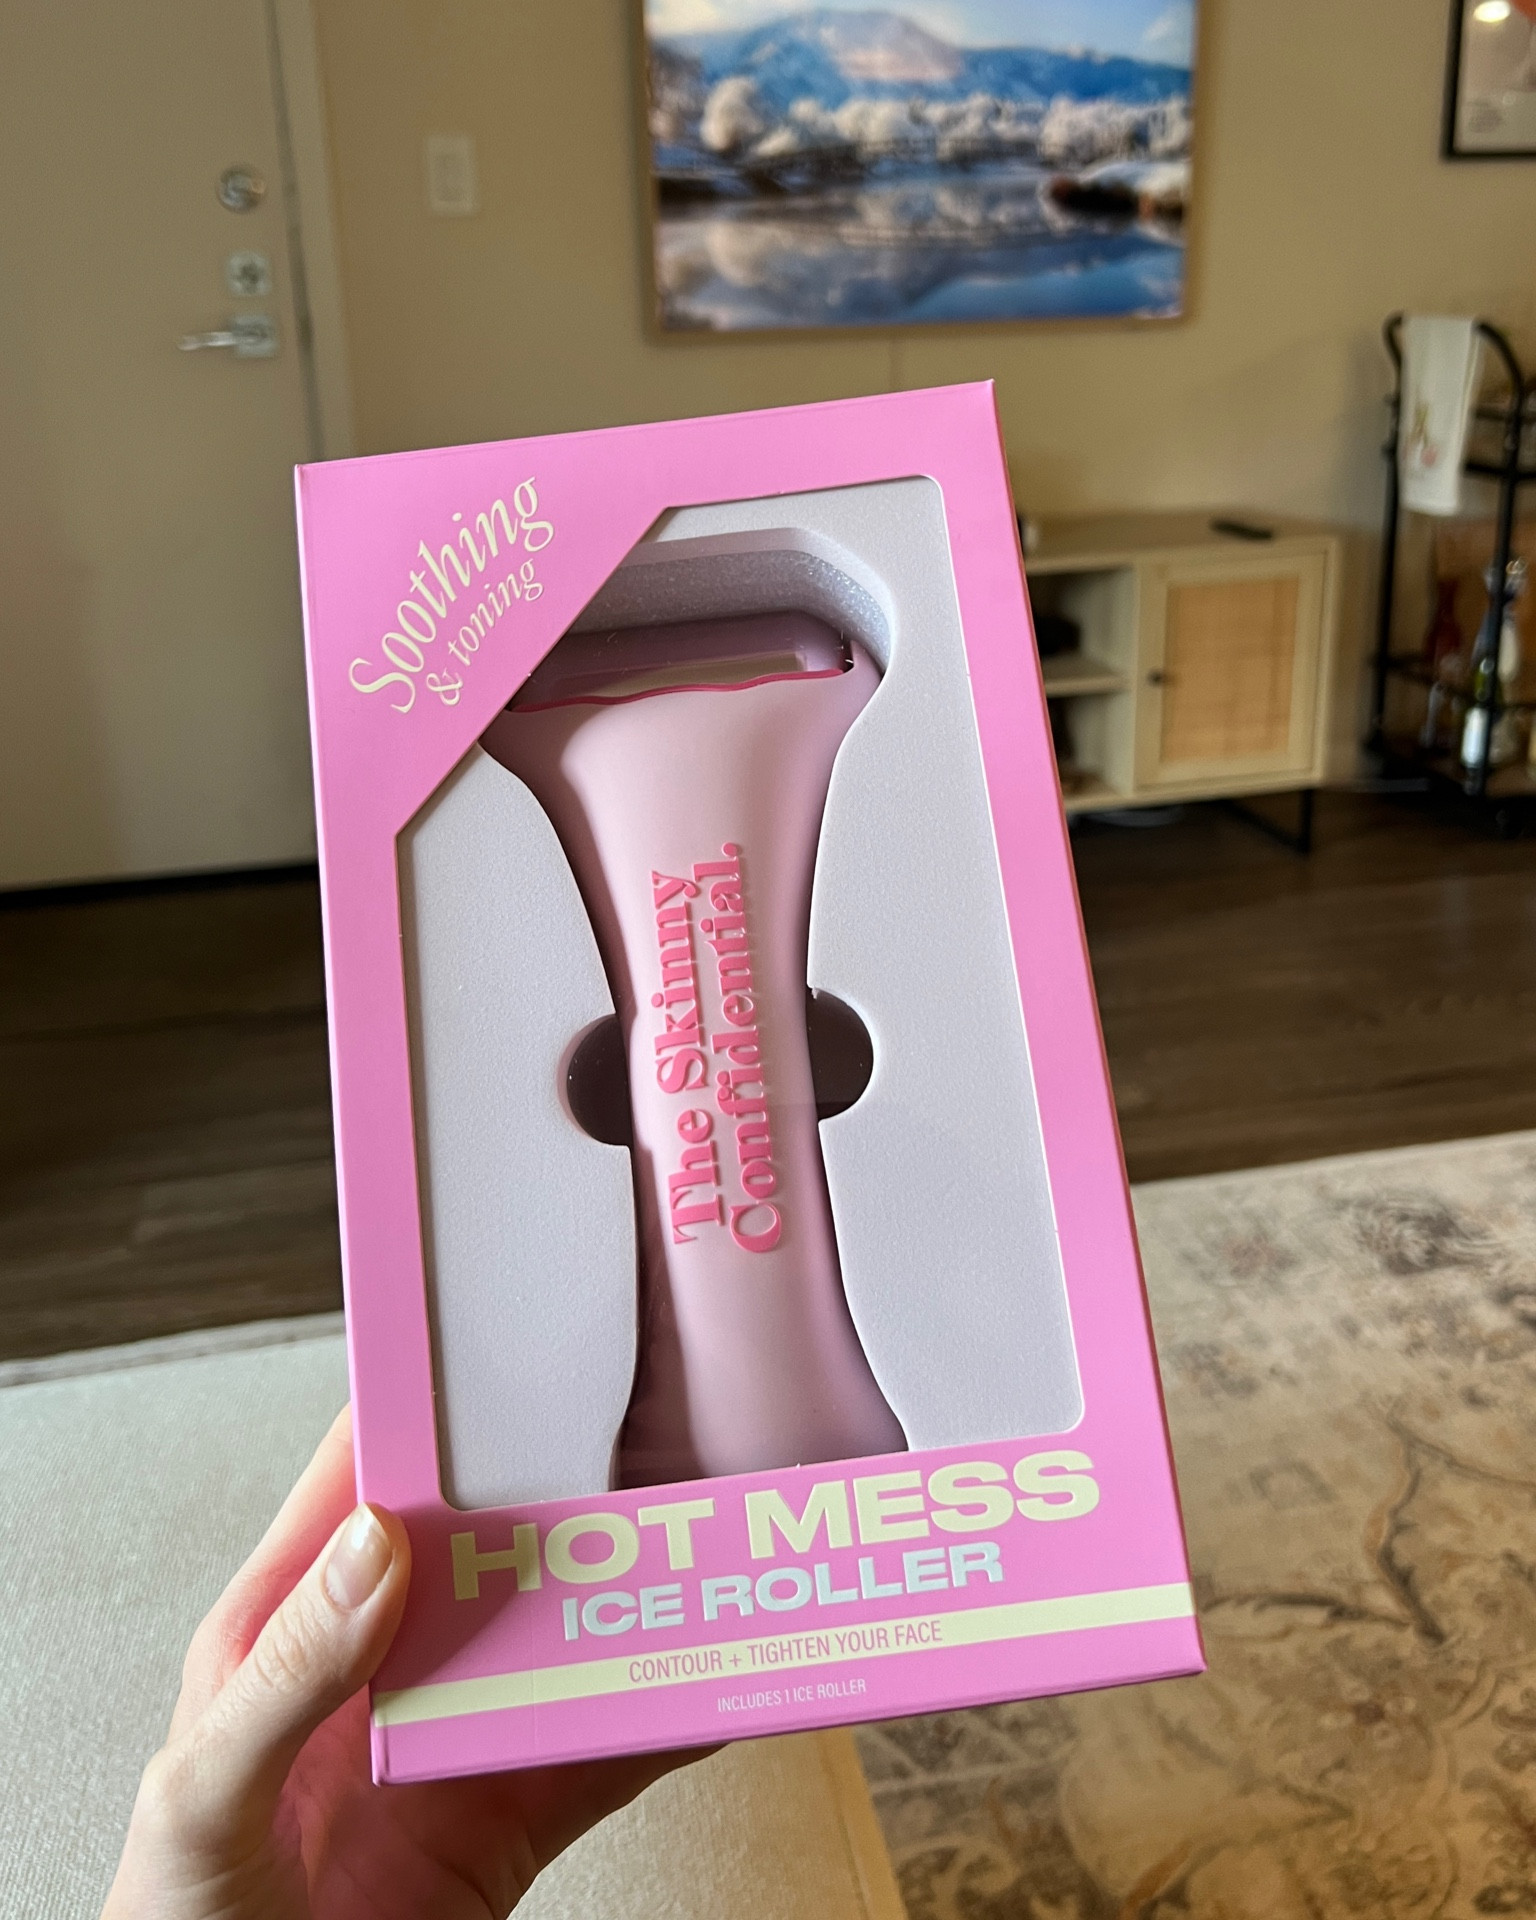 Soothing
& toning
The Skinny
Confidential.
HOT MESS
ICE ROLLER
CONTOUR + TIGHTEN YOUR FACE
INCLUDES 1 ICE ROLLER